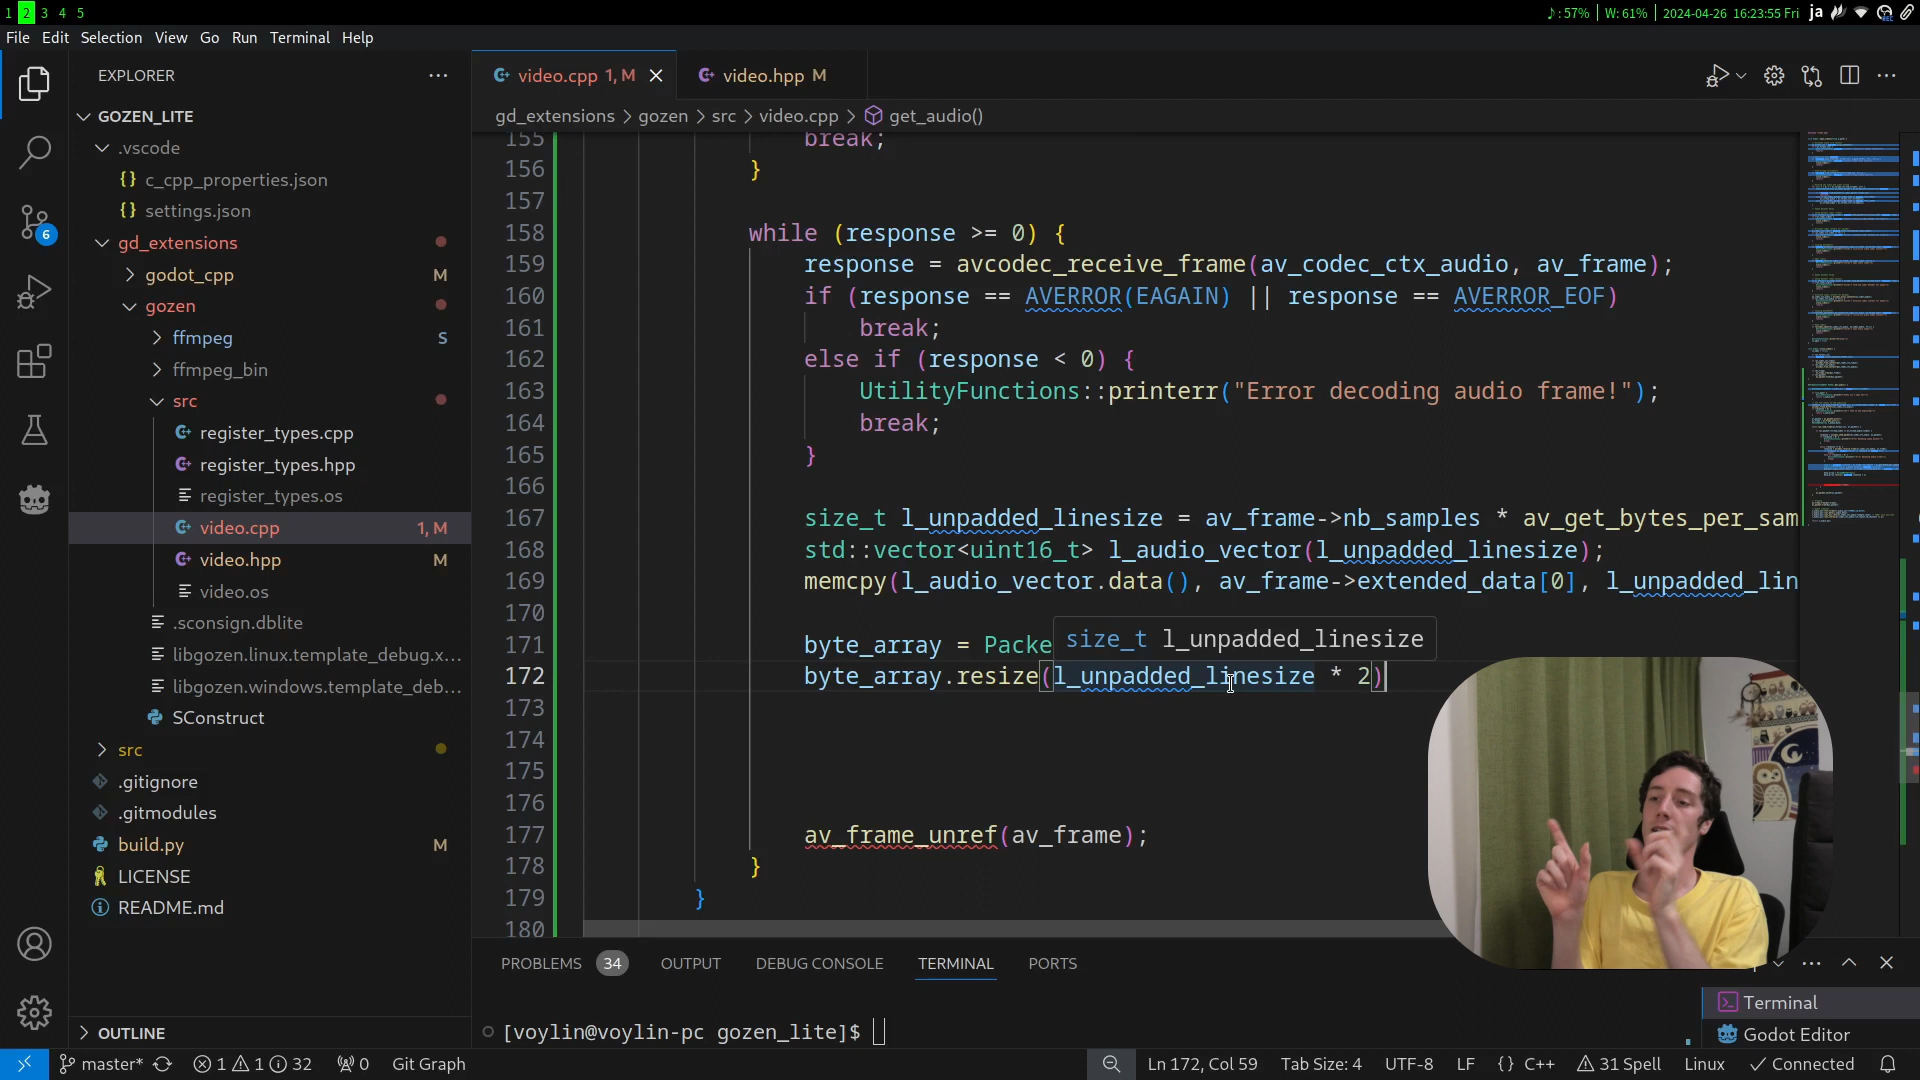 1 2 3 4 5
♪: 57% | W: 61% | 2024-04-26 16:23:55 Fri ja
File Edit Selection View Go Run Terminal Help
EXPLORER
GOZEN_LITE
.vscode
c_cpp_properties.json
settings.json
gd_extensions
godot_cpp M
gozen
ffmpeg S
ffmpeg_bin
src
register_types.cpp
register_types.hpp
register_types.os
video.cpp 1, M
video.hpp M
video.os
.sconsign.dblite
libgozen.linux.template_debug.x...
libgozen.windows.template_deb...
SConstruct
src
.gitignore
.gitmodules
build.py M
LICENSE
README.md
OUTLINE
6
video.cpp 1, M
video.hpp M
gd_extensions > gozen > src > video.cpp > get_audio()
155 break;
156 }
157
158 while (response >= 0) {
159 response = avcodec_receive_frame(av_codec_ctx_audio, av_frame);
160 if (response == AVERROR(EAGAIN) || response == AVERROR_EOF)
161 break;
162 else if (response < 0) {
163 UtilityFunctions::printerr("Error decoding audio frame!");
164 break;
165 }
166
167 size_t l_unpadded_linesize = av_frame->nb_samples * av_get_bytes_per_sam
168 std::vector<uint16_t> l_audio_vector(l_unpadded_linesize);
169 memcpy(l_audio_vector.data(), av_frame->extended_data[0], l_unpadded_lin
170
171 byte_array = Packe
size_t l_unpadded_linesize
172 byte_array.resize(l_unpadded_linesize * 2)
173
174
175
176
177 av_frame_unref(av_frame);
178 }
179 }
180
PROBLEMS 34 OUTPUT DEBUG CONSOLE TERMINAL PORTS
[voylin@voylin-pc gozen_lite]$
Terminal
Godot Editor
master* 1 1 32 0 Git Graph
Ln 172, Col 59 Tab Size: 4 UTF-8 LF {} C++ 31 Spell Linux Connected